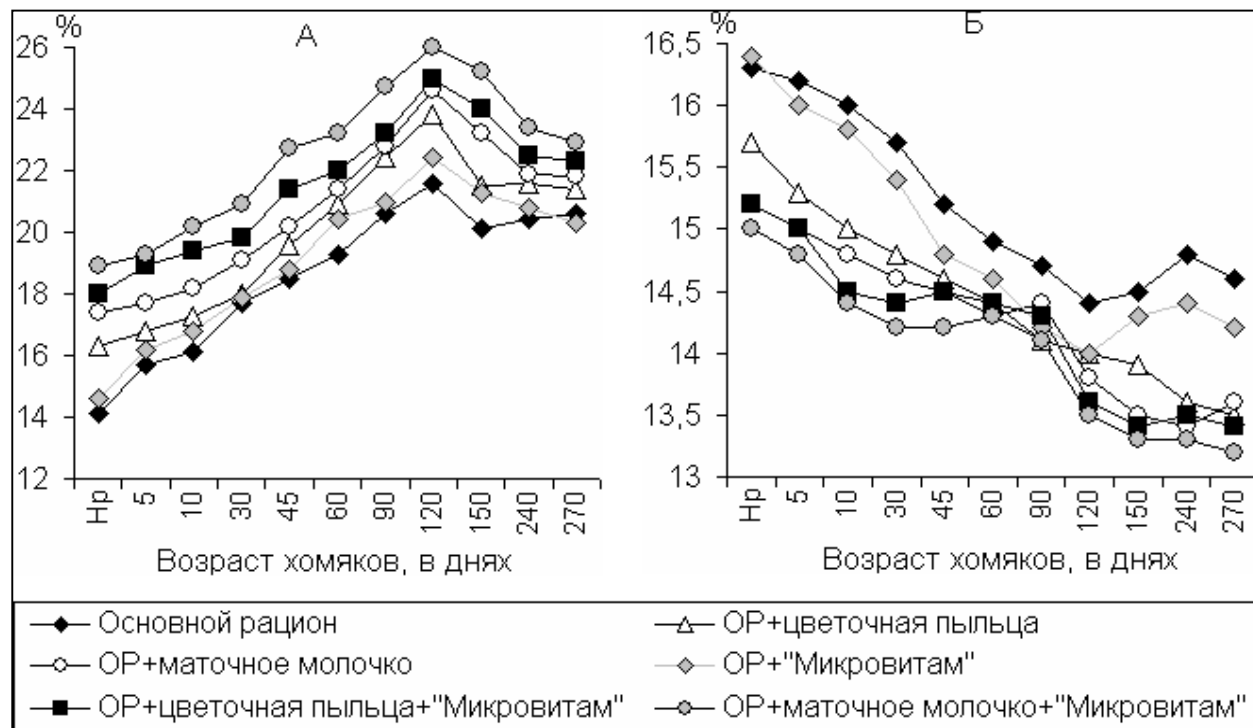 % А
26
24
22
20
18
16
14
12
Нр 5 10 30 45 60 90 120 150 240 270
Возраст хомяков, в днях
% Б
16,5
16
15,5
15
14,5
14
13,5
13
Нр 5 10 30 45 60 90 120 150 240 270
Возраст хомяков, в днях
Основной рацион
ОР+цветочная пыльца
ОР+маточное молочко
ОР+"Микровитам"
ОР+цветочная пыльца+"Микровитам"
ОР+маточное молочко+"Микровитам"